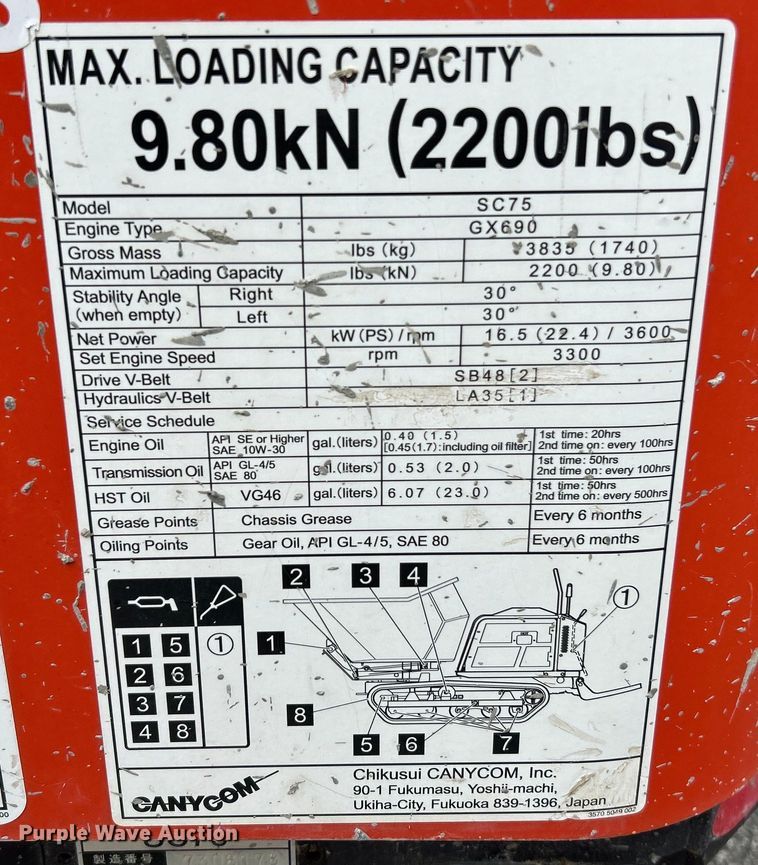 MAX. LOADING CAPACITY
9.80kN (2200lbs)
Model SC75
Engine Type GX690
Gross Mass lbs (kg) 3835 (1740)
Maximum Loading Capacity lbs (kN) 2200 (9.80)
Stability Angle (when empty) Right 30°
Left 30°
Net Power kW (PS) / rpm 16.5 (22.4) / 3600
Set Engine Speed rpm 3300
Drive V-Belt SB48[2]
Hydraulics V-Belt LA35[1]
Service Schedule
Engine Oil API SE or Higher SAE 10W-30 gal. (liters) 0.40 (1.5) [0.45(1.7):including oil filter] 1st time: 20hrs 2nd time on: every 100hrs
Transmission Oil API GL-4/5 SAE 80 gal. (liters) 0.53 (2.0) 1st time: 50hrs 2nd time on: every 100hrs
HST Oil VG46 gal. (liters) 6.07 (23.0) 1st time: 50hrs 2nd time on: every 500hrs
Grease Points Chassis Grease Every 6 months
Oiling Points Gear Oil, API GL-4/5, SAE 80 Every 6 months
2 3 4 ①
1 5 ① 1
2 6
3 7
4 8 8
5 6 7
CANYCOM
Chikusui CANYCOM, Inc.
90-1 Fukumasu, Yoshii-machi,
Ukiha-City, Fukuoka 839-1396, Japan
3570 5049 002
Purple Wave Auction
製造番号